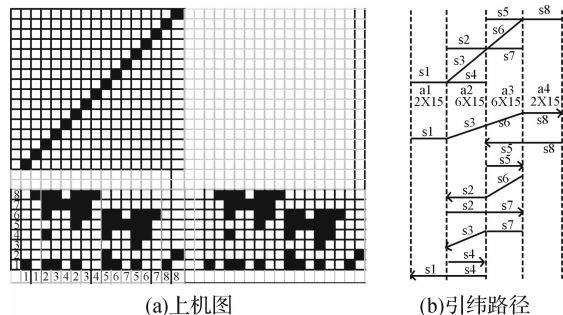 8
6
5
4
2
1
1 1 2 3 4 2 3 4 5 6 7 5 6 7 8 8
(a)上机图
s5 s8
s2 s6
s3 s7
s1 s4
a1 a2 a3 a4
2X15 6X15 6X15 2X15
s3 s6 s8
s1
s5
s5
s6
s2
s2 s7
s3 s7
s4
s1 s4
(b)引纬路径